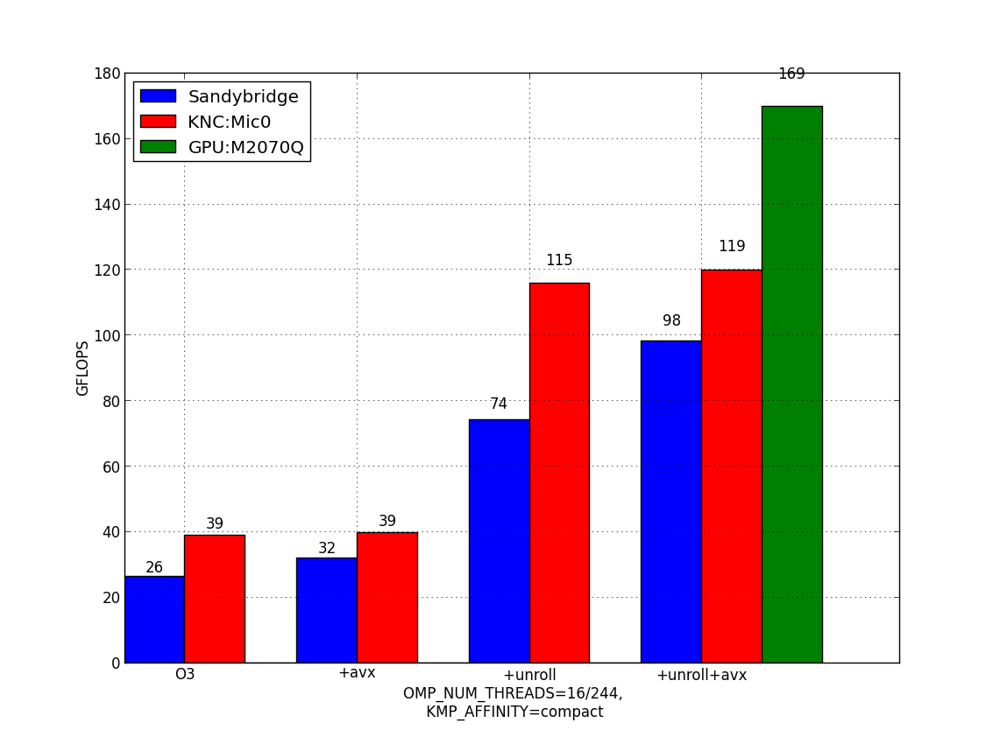 180
160
140
120
100
80
60
40
20
0
GFLOPS
Sandybridge
KNC:Mic0
GPU:M2070Q
26
39
32
39
74
115
98
119
169
O3
+avx
+unroll
+unroll+avx
OMP_NUM_THREADS=16/244,
KMP_AFFINITY=compact